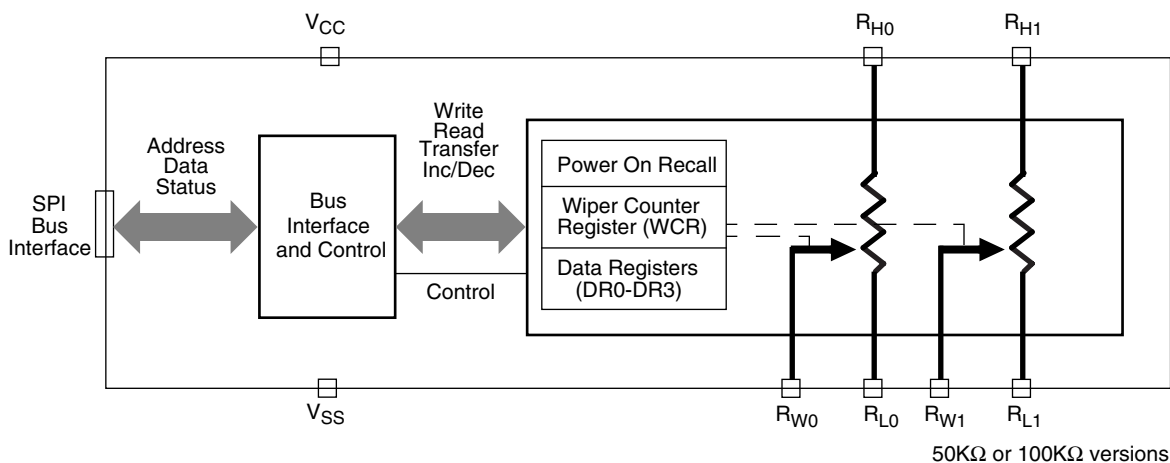 VCC
RH0
RH1
Address
Data
Status
Write
Read
Transfer
Inc/Dec
SPI
Bus
Interface
Bus
Interface
and Control
Control
Power On Recall
Wiper Counter
Register (WCR)
Data Registers
(DR0-DR3)
VSS
RW0
RL0
RW1
RL1
50KΩ or 100KΩ versions